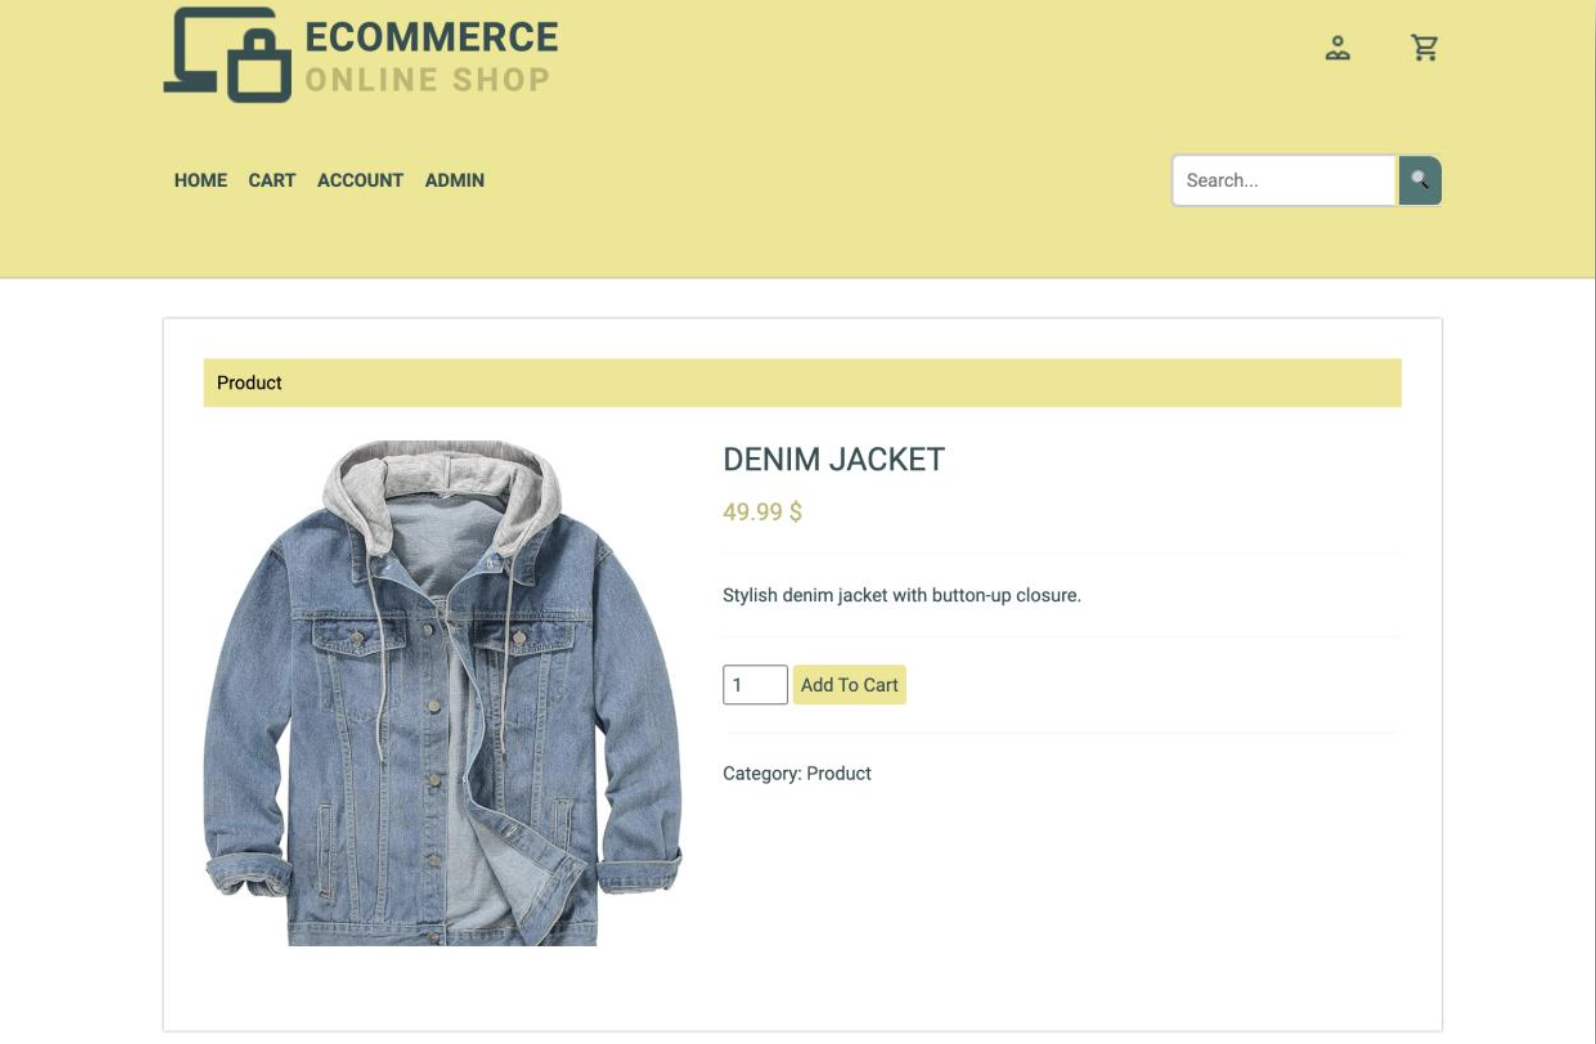 ECOMMERCE
ONLINE SHOP
HOME CART ACCOUNT ADMIN
Search...
Product
DENIM JACKET
49.99 $
Stylish denim jacket with button-up closure.
1 Add To Cart
Category: Product